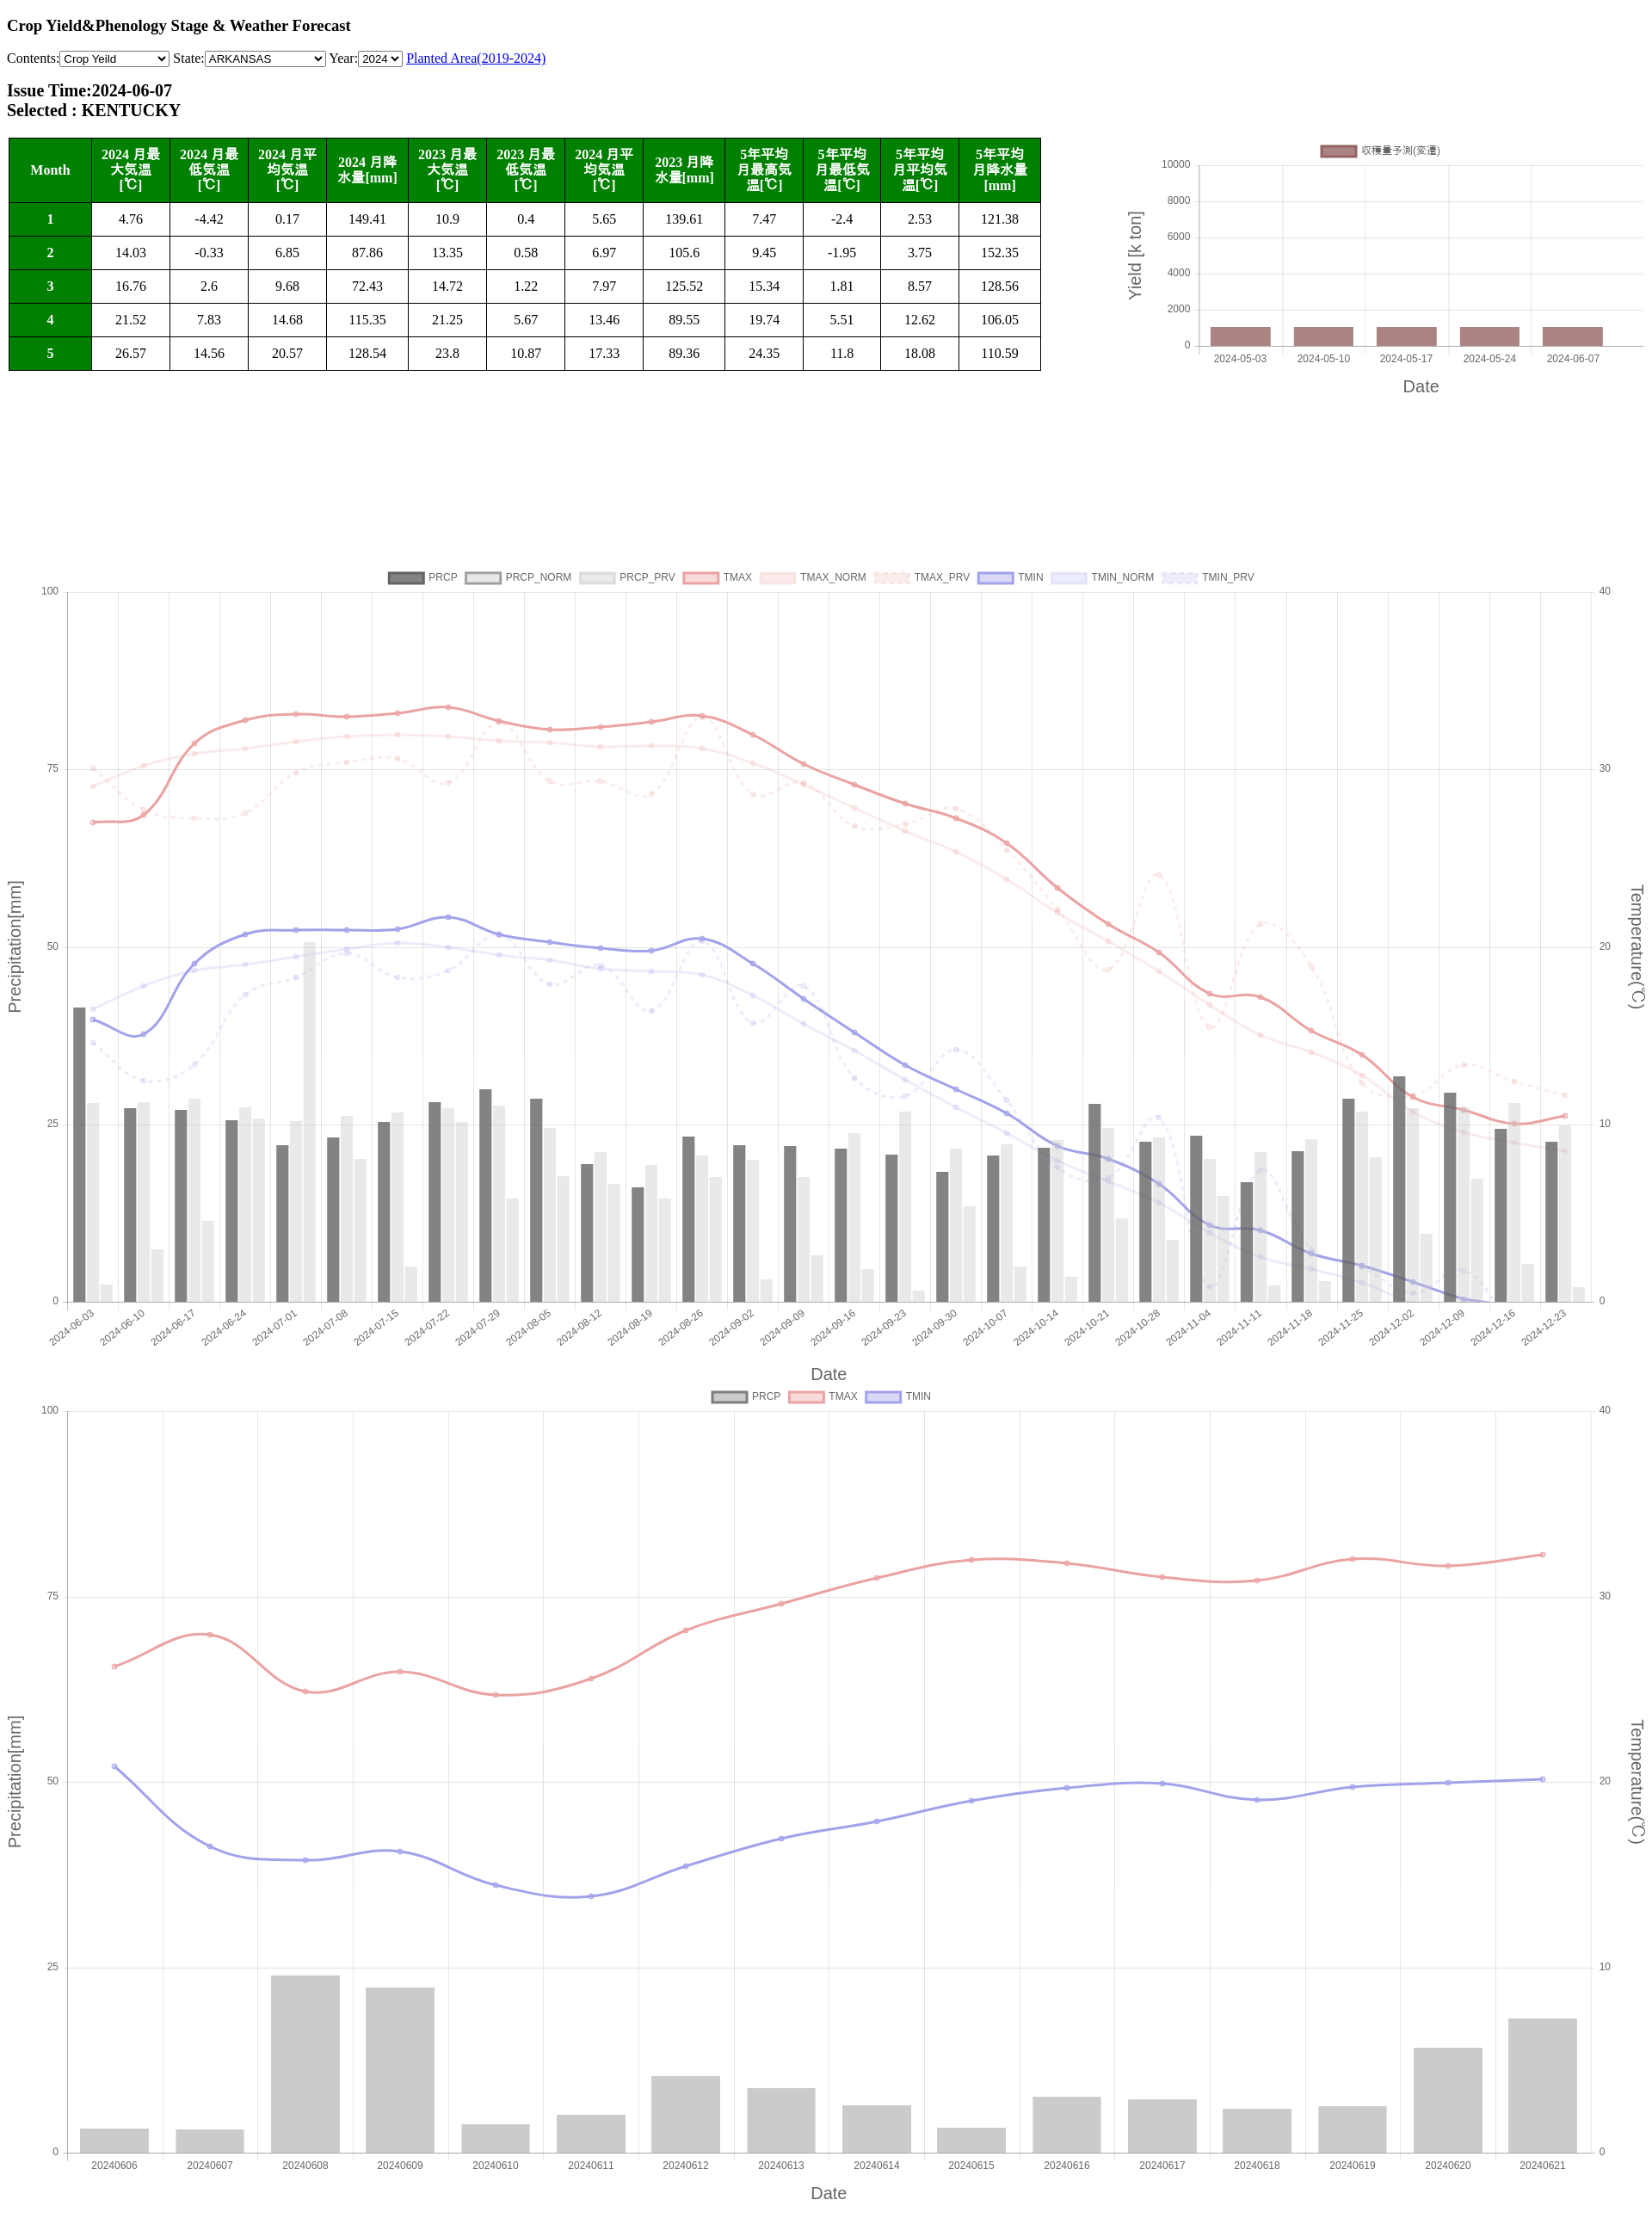 Crop Yield&Phenology Stage & Weather Forecast
Contents: Crop Yeild State: ARKANSAS Year: 2024 Planted Area(2019-2024)
Issue Time:2024-06-07
Selected : KENTUCKY
Month 2024 月最大気温[℃] 2024 月最低気温[℃] 2024 月平均気温[℃] 2024 月降水量[mm] 2023 月最大気温[℃] 2023 月最低気温[℃] 2024 月平均気温[℃] 2023 月降水量[mm] 5年平均月最高気温[℃] 5年平均月最低気温[℃] 5年平均月平均気温[℃] 5年平均月降水量[mm]
1 4.76 -4.42 0.17 149.41 10.9 0.4 5.65 139.61 7.47 -2.4 2.53 121.38
2 14.03 -0.33 6.85 87.86 13.35 0.58 6.97 105.6 9.45 -1.95 3.75 152.35
3 16.76 2.6 9.68 72.43 14.72 1.22 7.97 125.52 15.34 1.81 8.57 128.56
4 21.52 7.83 14.68 115.35 21.25 5.67 13.46 89.55 19.74 5.51 12.62 106.05
5 26.57 14.56 20.57 128.54 23.8 10.87 17.33 89.36 24.35 11.8 18.08 110.59
収穫量予測(変遷)
Yield [k ton]
10000
8000
6000
4000
2000
0
2024-05-03 2024-05-10 2024-05-17 2024-05-24 2024-06-07
Date
PRCP PRCP_NORM PRCP_PRV TMAX TMAX_NORM TMAX_PRV TMIN TMIN_NORM TMIN_PRV
Precipitation[mm]
100
75
50
25
0
40
30
20
10
0
Temperature(℃)
2024-06-03 2024-06-10 2024-06-17 2024-06-24 2024-07-01 2024-07-08 2024-07-15 2024-07-22 2024-07-29 2024-08-05 2024-08-12 2024-08-19 2024-08-26 2024-09-02 2024-09-09 2024-09-16 2024-09-23 2024-09-30 2024-10-07 2024-10-14 2024-10-21 2024-10-28 2024-11-04 2024-11-11 2024-11-18 2024-11-25 2024-12-02 2024-12-09 2024-12-16 2024-12-23
Date
PRCP TMAX TMIN
Precipitation[mm]
100
75
50
25
0
40
30
20
10
0
Temperature(℃)
20240606 20240607 20240608 20240609 20240610 20240611 20240612 20240613 20240614 20240615 20240616 20240617 20240618 20240619 20240620 20240621
Date